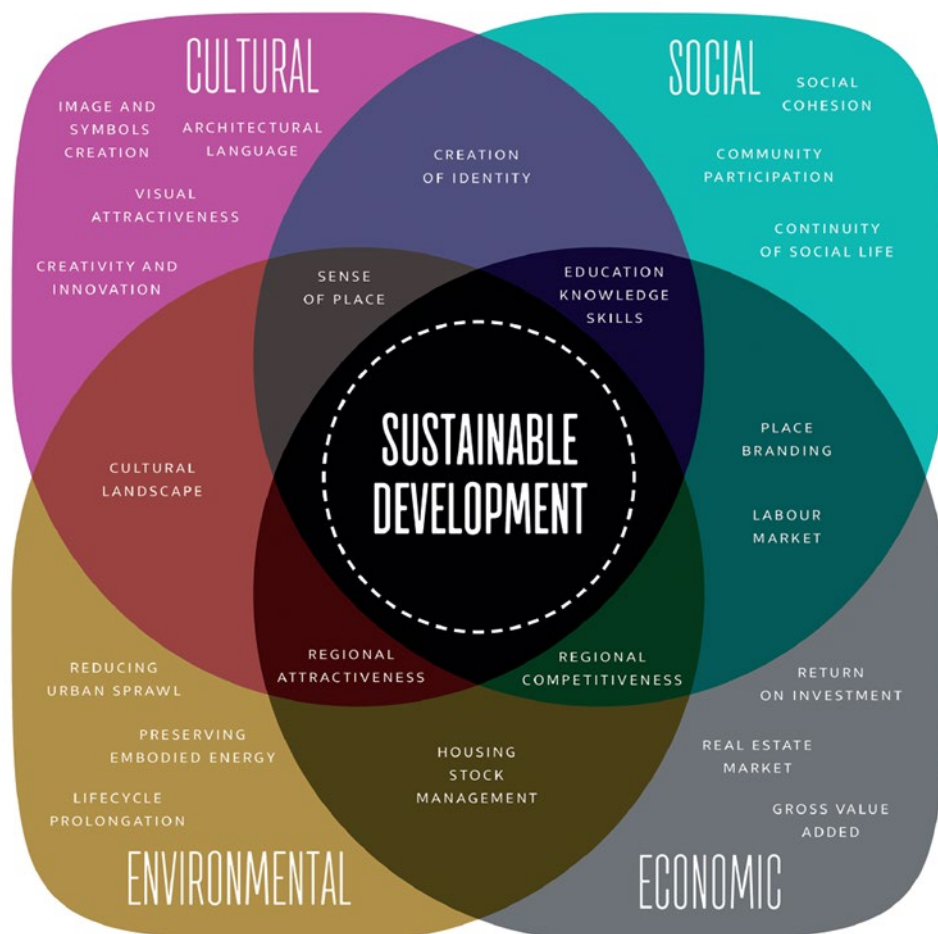 CULTURAL
IMAGE AND
SYMBOLS
CREATION
ARCHITECTURAL
LANGUAGE
VISUAL
ATTRACTIVENESS
CREATIVITY AND
INNOVATION
CREATION
OF IDENTITY
SOCIAL
SOCIAL
COHESION
COMMUNITY
PARTICIPATION
CONTINUITY
OF SOCIAL LIFE
SENSE
OF PLACE
EDUCATION
KNOWLEDGE
SKILLS
CULTURAL
LANDSCAPE
SUSTAINABLE
DEVELOPMENT
PLACE
BRANDING
LABOUR
MARKET
REGIONAL
ATTRACTIVENESS
REGIONAL
COMPETITIVENESS
REDUCING
URBAN SPRAWL
PRESERVING
EMBODIED ENERGY
LIFECYCLE
PROLONGATION
ENVIRONMENTAL
HOUSING
STOCK
MANAGEMENT
RETURN
ON INVESTMENT
REAL ESTATE
MARKET
GROSS VALUE
ADDED
ECONOMIC